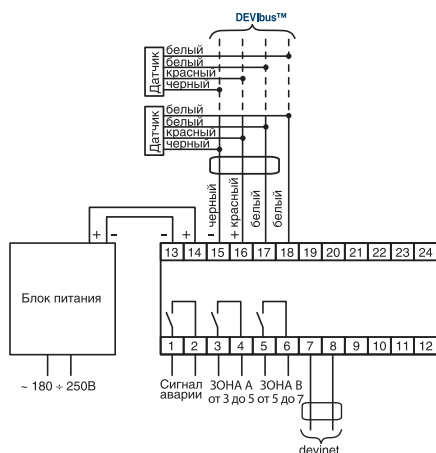 DEVIbus™
белый
белый
красный
черный
Датчик
белый
белый
красный
черный
Датчик
черный
красный
белый
белый
+ -
- + - +
13 14 15 16 17 18 19 20 21 22 23 24
Блок питания
1 2 3 4 5 6 7 8 9 10 11 12
~ 180 ÷ 250В
Сигнал аварии
ЗОНА А от 3 до 5
ЗОНА В от 5 до 7
devinet